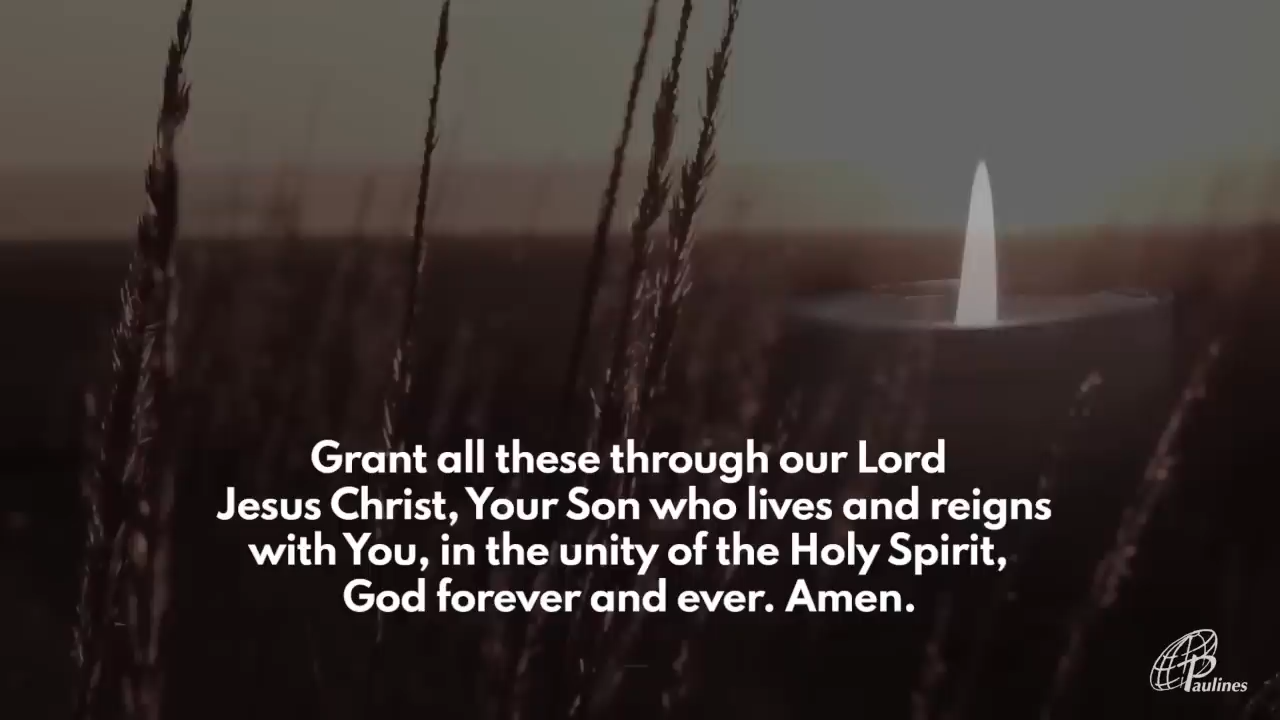 Grant all these through our Lord
Jesus Christ, Your Son who lives and reigns
with You, in the unity of the Holy Spirit,
God forever and ever. Amen.
Paulines